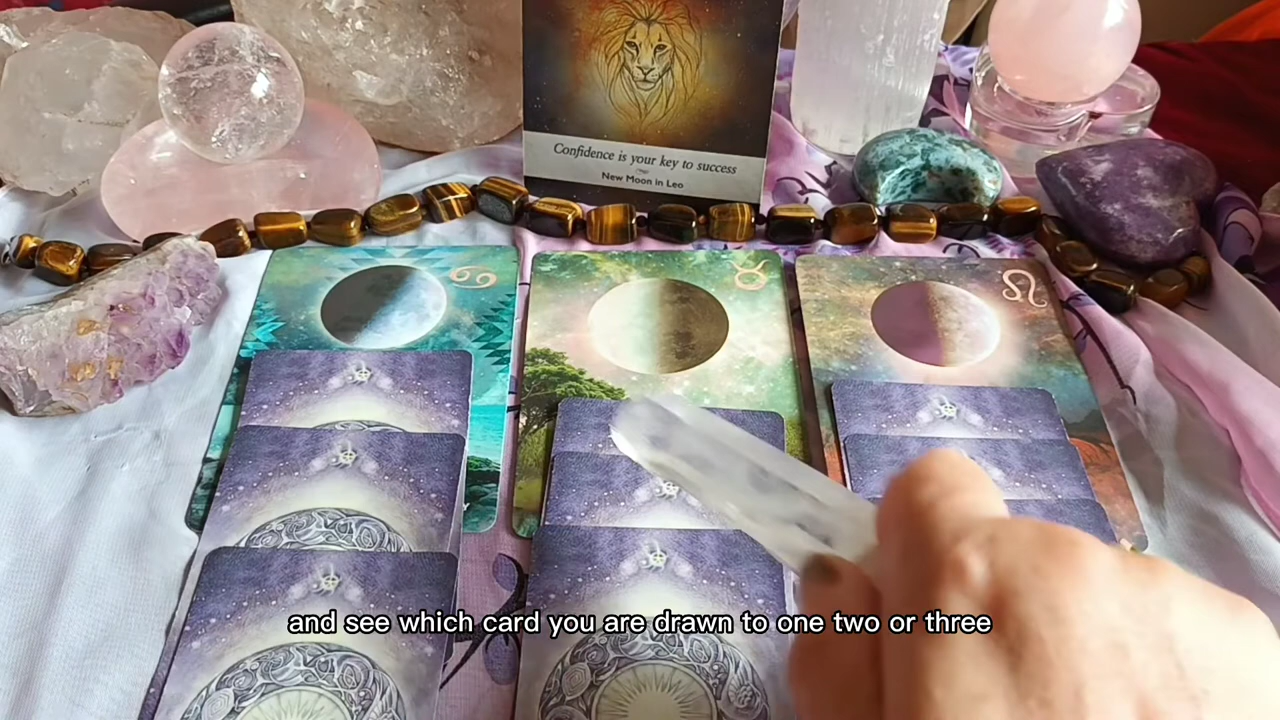 Confidence is your key to success
New Moon in Leo
and see which card you are drawn to one two or three